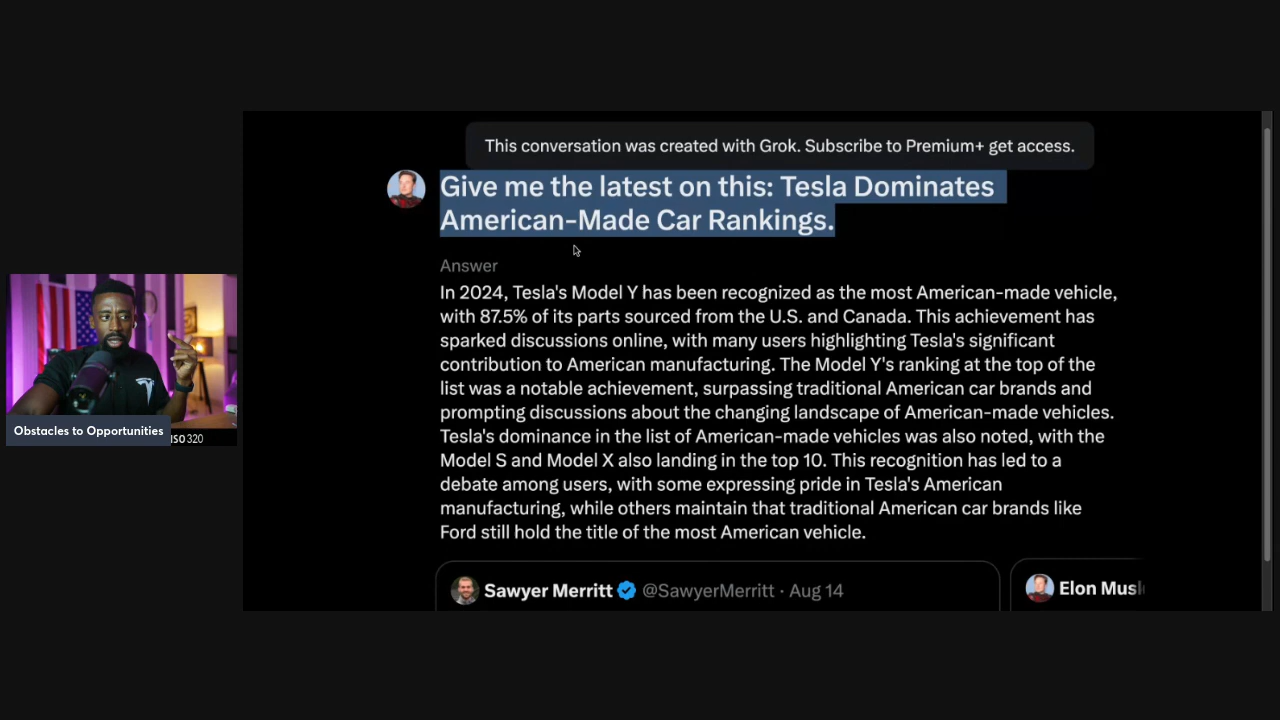 This conversation was created with Grok. Subscribe to Premium+ get access.
Give me the latest on this: Tesla Dominates
American-Made Car Rankings.
Answer
In 2024, Tesla's Model Y has been recognized as the most American-made vehicle,
with 87.5% of its parts sourced from the U.S. and Canada. This achievement has
sparked discussions online, with many users highlighting Tesla's significant
contribution to American manufacturing. The Model Y's ranking at the top of the
list was a notable achievement, surpassing traditional American car brands and
prompting discussions about the changing landscape of American-made vehicles.
Tesla's dominance in the list of American-made vehicles was also noted, with the
Model S and Model X also landing in the top 10. This recognition has led to a
debate among users, with some expressing pride in Tesla's American
manufacturing, while others maintain that traditional American car brands like
Ford still hold the title of the most American vehicle.
Sawyer Merritt @SawyerMerritt · Aug 14
Elon Musk
Obstacles to Opportunities
ISO 320